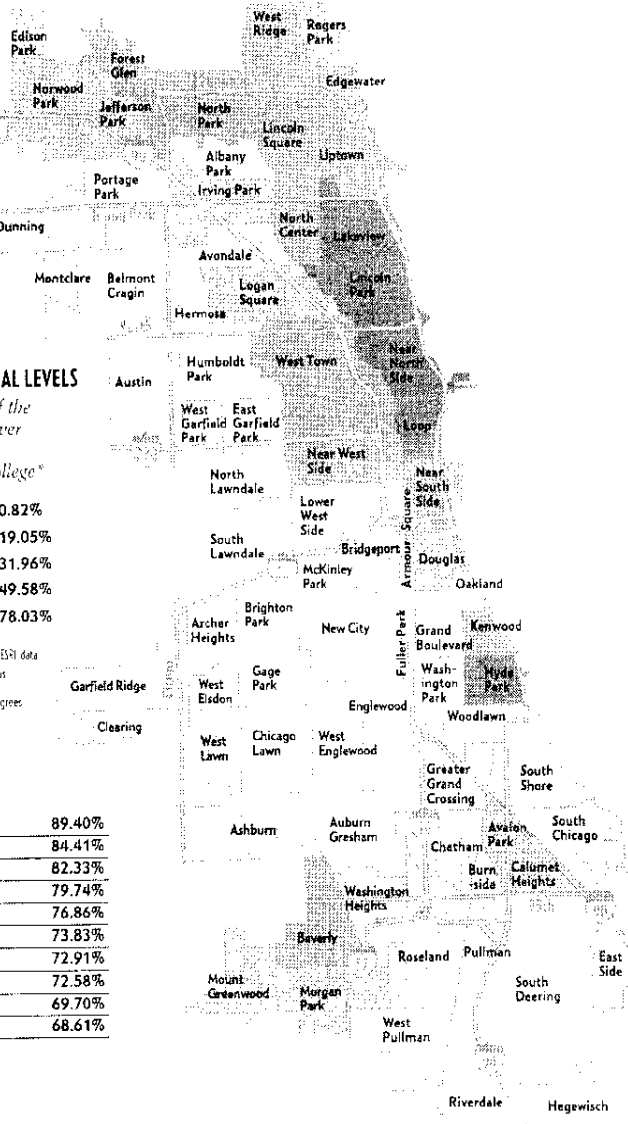 Edison
Park
West
Ridge
Rogers
Park
Forest
Glen
Norwood
Park
Jefferson
Park
North
Park
Edgewater
Lincoln
Square
Albany
Park
Uptown
Portage
Park
Irving Park
Dunning
North
Center
Lakeview
Avondale
Montclare
Belmont
Cragin
Logan
Square
Lincoln
Park
Hermosa
AL LEVELS
Austin
Humboldt
Park
West Town
Near
North
Side
f the
ver
West
Garfield
Park
East
Garfield
Park
Loop
ollege*
Near West
Side
North
Lawndale
Near
South
Side
0.82%
Lower
West
Side
Armour Square
19.05%
31.96%
South
Lawndale
Bridgeport
49.58%
McKinley
Park
Douglas
78.03%
Oakland
ESRI data
us
grees
Archer
Heights
Brighton
Park
New City
Fuller Park
Grand
Boulevard
Kenwood
Garfield Ridge
West
Elsdon
Gage
Park
Wash-
ington
Park
Hyde
Park
Englewood
Woodlawn
Clearing
West
Lawn
Chicago
Lawn
West
Englewood
Greater
Grand
Crossing
South
Shore
89.40%
84.41%
82.33%
79.74%
76.86%
73.83%
72.91%
72.58%
69.70%
68.61%
Ashburn
Auburn
Gresham
Chatham
Avalon
Park
South
Chicago
Burn
-side
Calumet
Heights
Washington
Heights
Beverly
Roseland
Pullman
East
Side
Mount
Greenwood
Morgan
Park
South
Deering
West
Pullman
Riverdale
Hegewisch